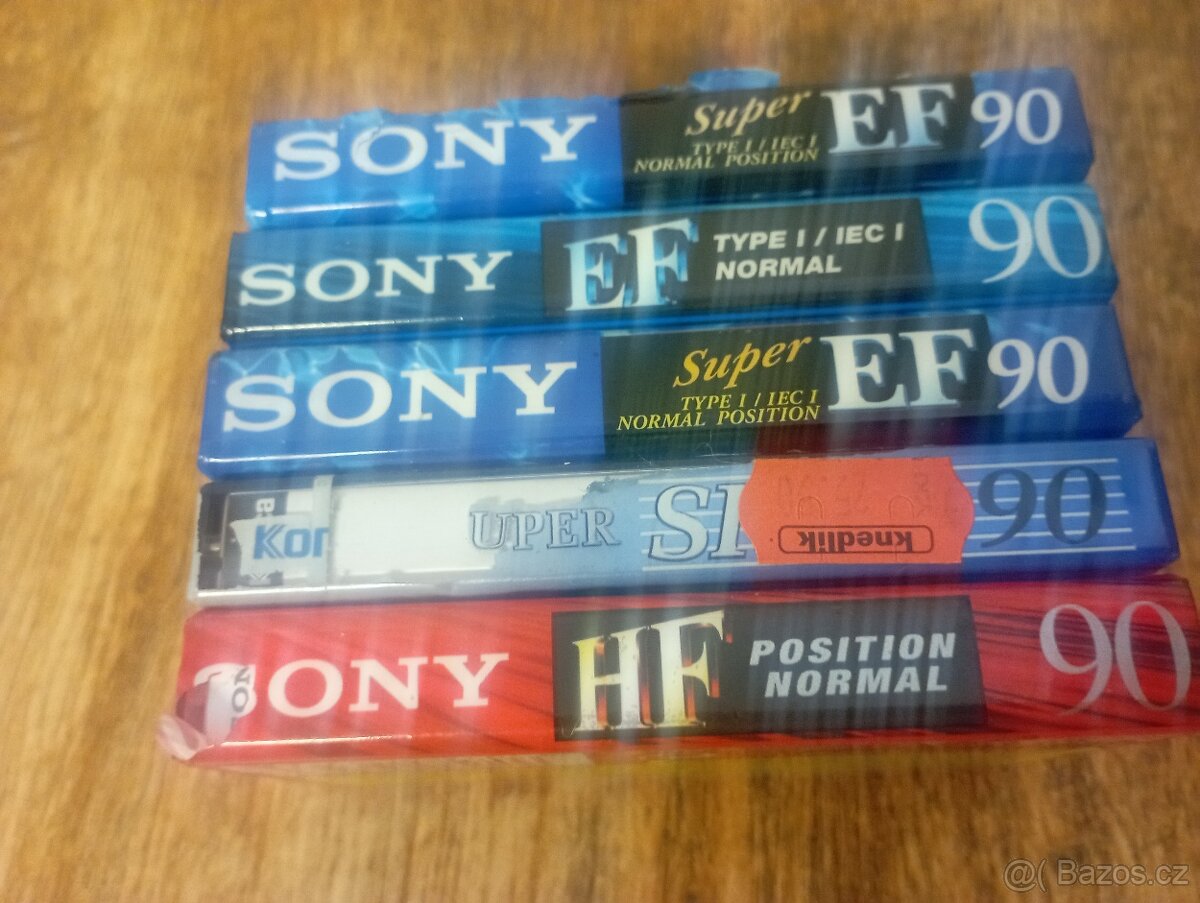 SONY Super EF 90
TYPE I / IEC I
NORMAL POSITION
SONY EF TYPE I / IEC I 90
NORMAL
SONY Super EF 90
TYPE I / IEC I
NORMAL POSITION
Kor UPER 90
knedlik
SONY HF POSITION 90
NORMAL
@( Bazos.cz